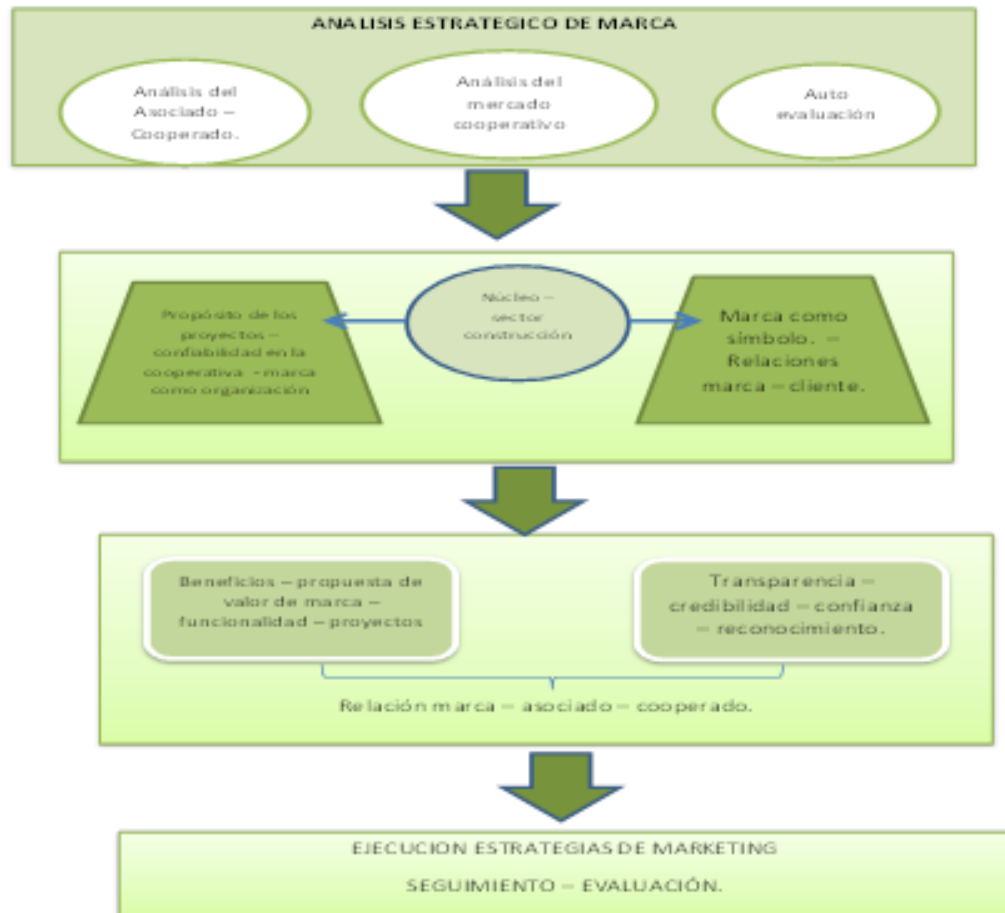 ANALISIS ESTRATEGICO DE MARCA
Análisis del
Asociado –
Cooperado.
Análisis del
mercado
cooperativo
Auto
evaluación
Propósito de los
proyectos –
confiabilidad en la
cooperativa - marca
como organización
Núcleo –
sector
construcción
Marca como
símbolo. –
Relaciones
marca – cliente.
Beneficios – propuesta de
valor de marca –
funcionalidad – proyectos
Transparencia –
credibilidad – confianza
– reconocimiento.
Relación marca – asociado – cooperado.
EJECUCION ESTRATEGIAS DE MARKETING
SEGUIMIENTO – EVALUACIÓN.